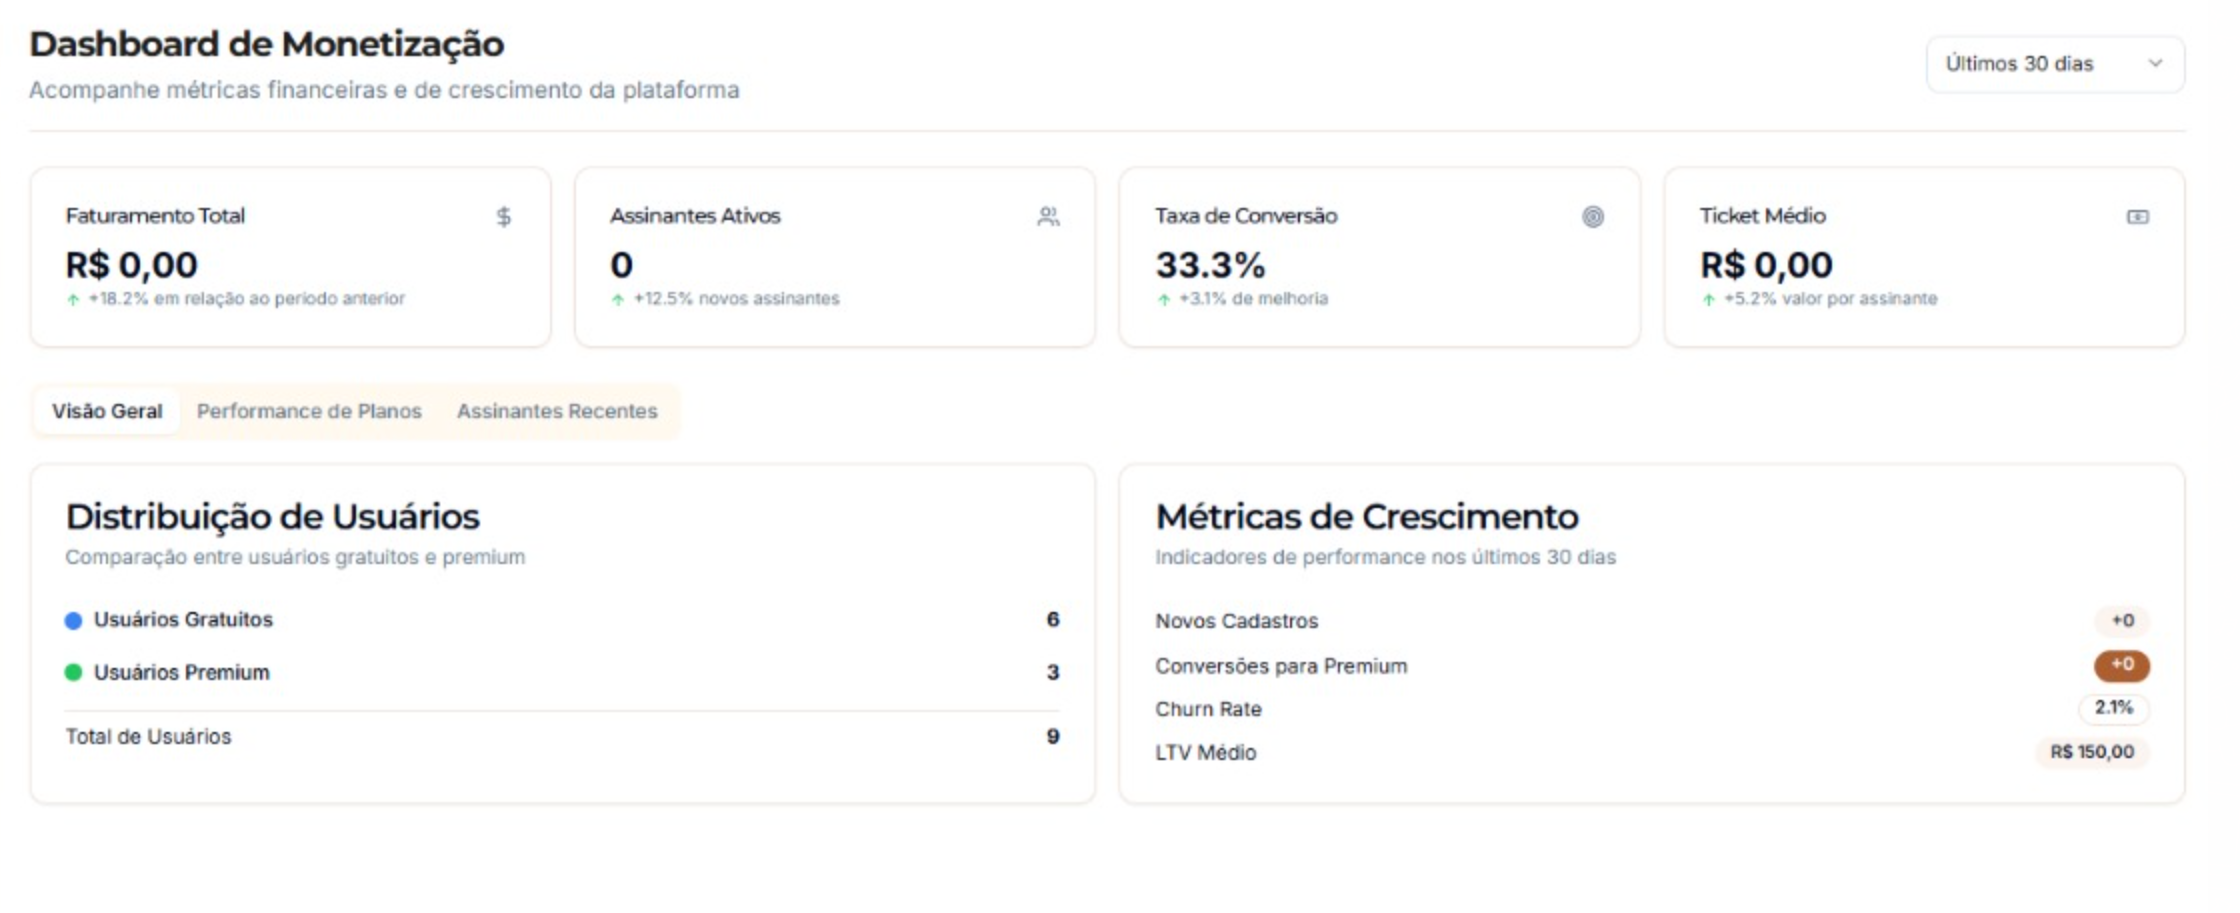 Dashboard de Monetização
Acompanhe métricas financeiras e de crescimento da plataforma
Últimos 30 dias
Faturamento Total
R$ 0,00
+18.2% em relação ao período anterior
Assinantes Ativos
0
+12.5% novos assinantes
Taxa de Conversão
33.3%
+3.1% de melhoria
Ticket Médio
R$ 0,00
+5.2% valor por assinante
Visão Geral
Performance de Planos
Assinantes Recentes
Distribuição de Usuários
Comparação entre usuários gratuitos e premium
Usuários Gratuitos 6
Usuários Premium 3
Total de Usuários 9
Métricas de Crescimento
Indicadores de performance nos últimos 30 dias
Novos Cadastros +0
Conversões para Premium +0
Churn Rate 2.1%
LTV Médio R$ 150,00